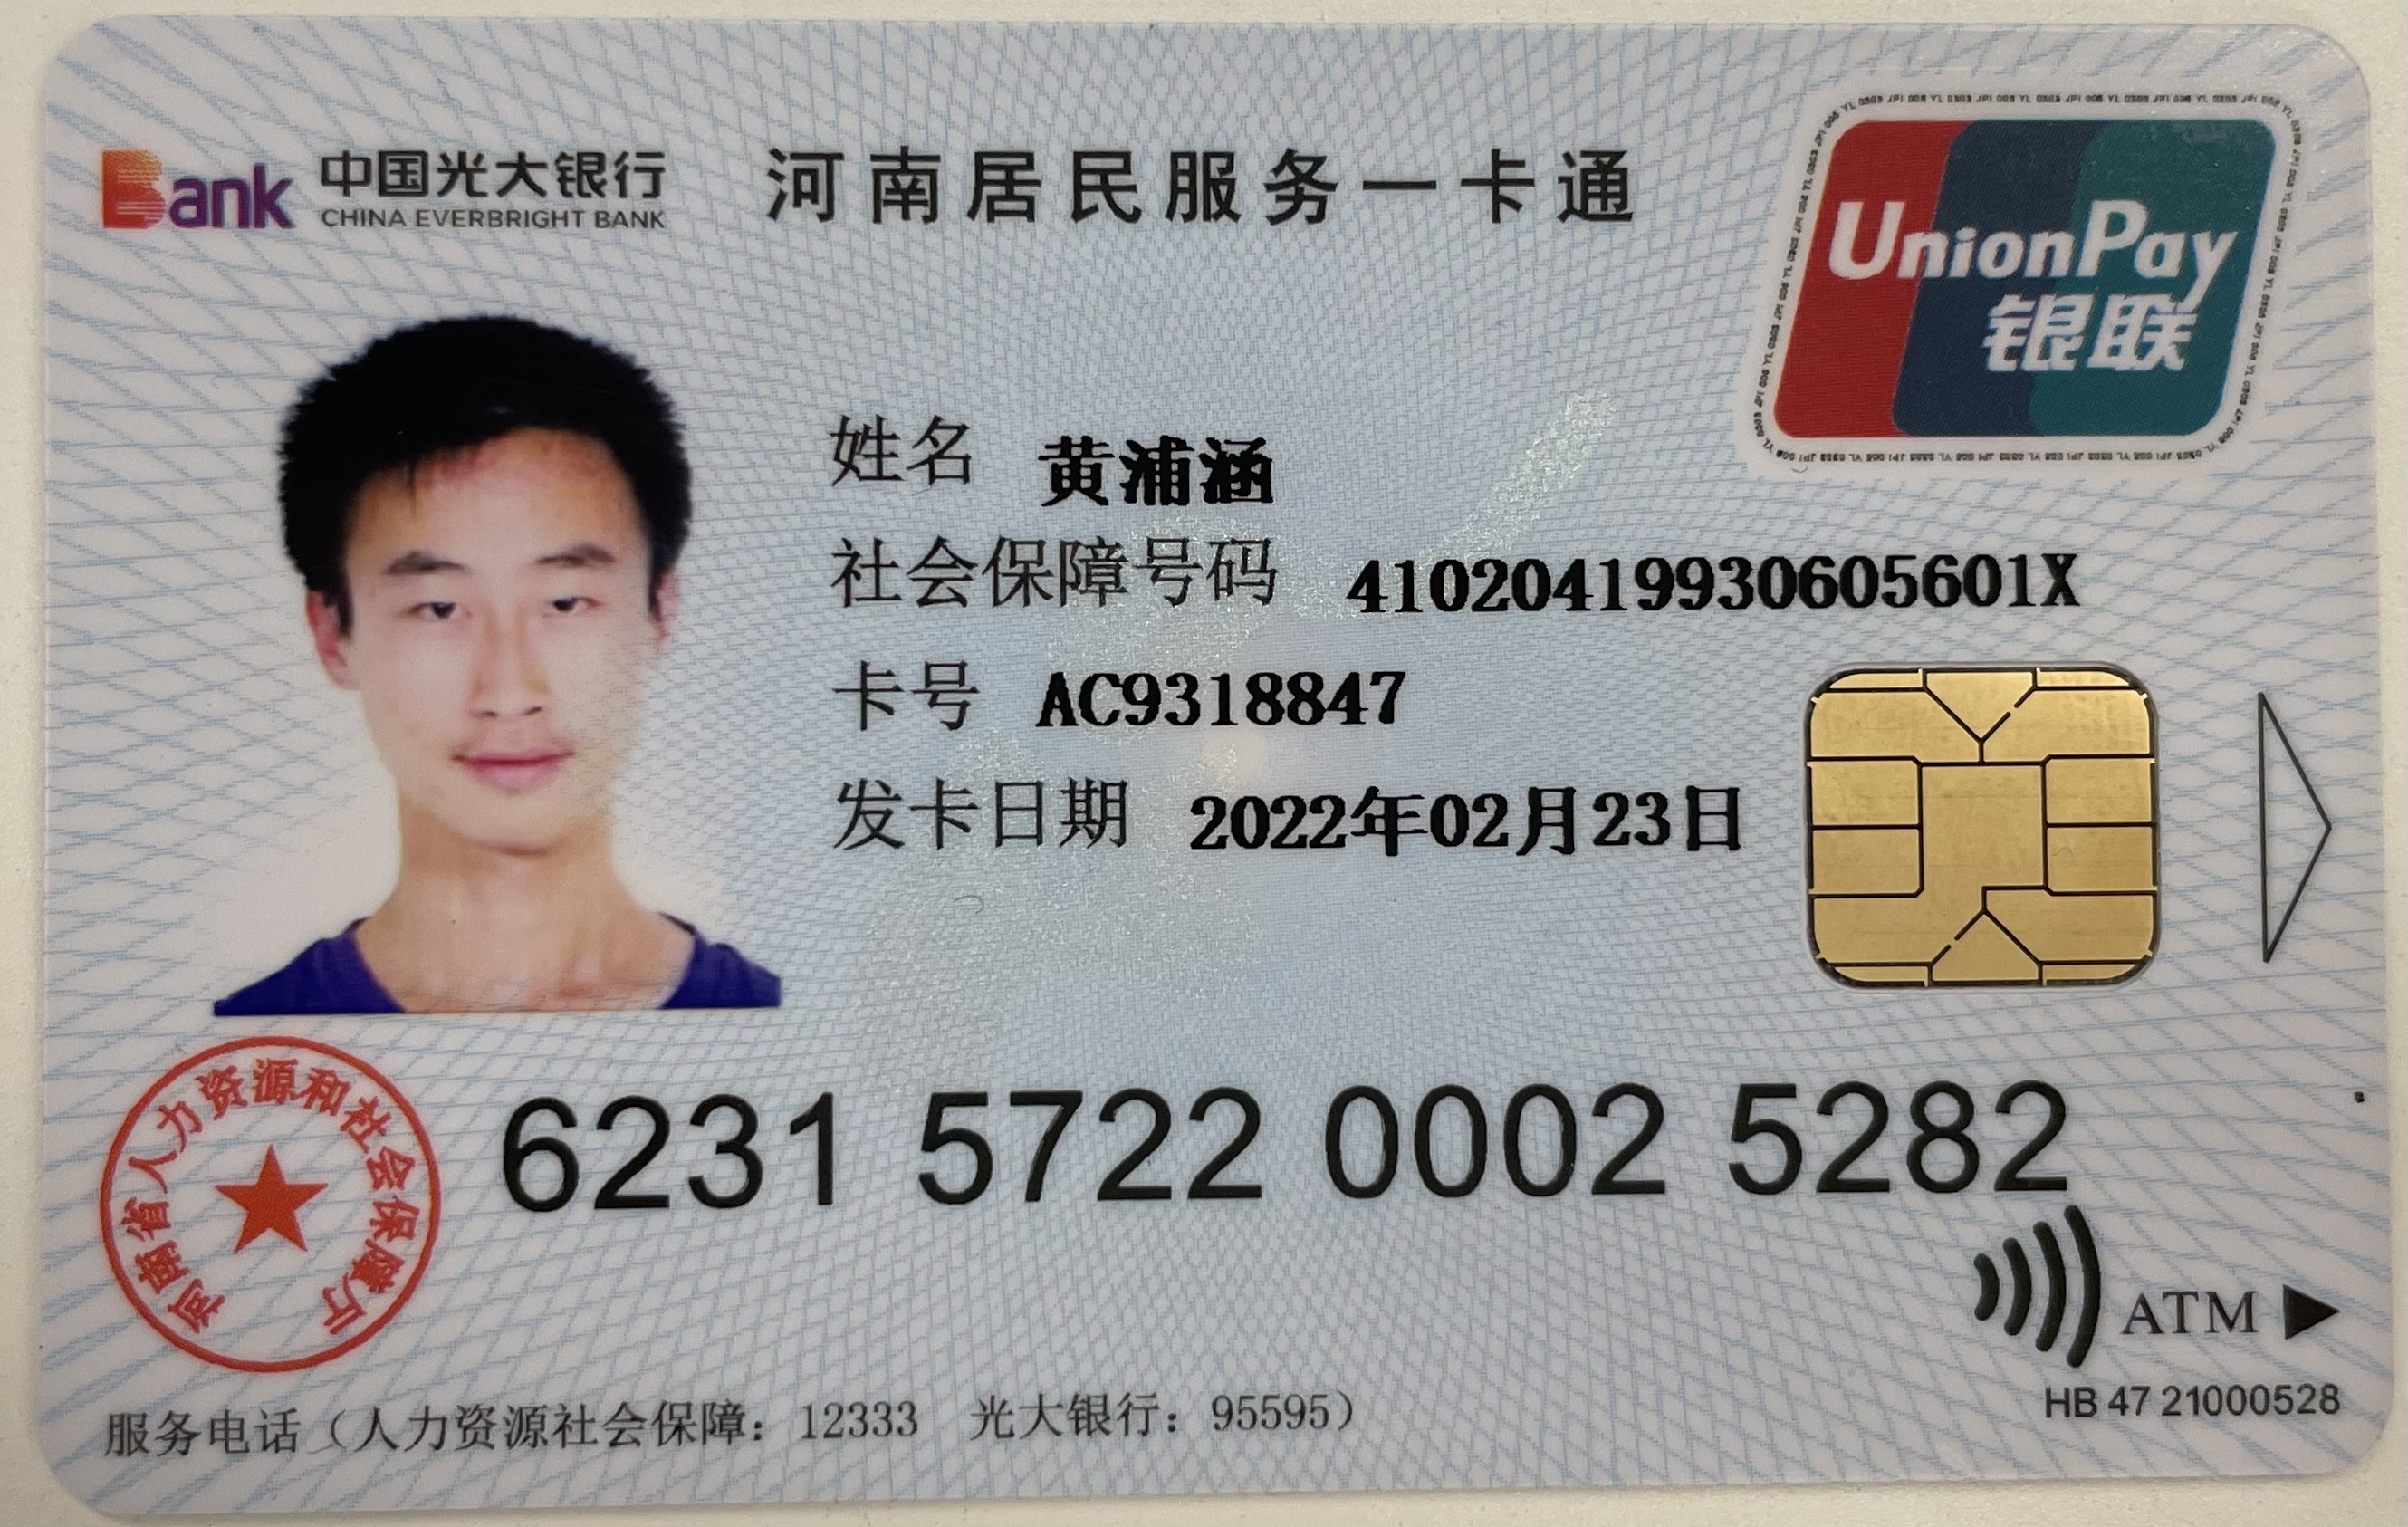 Bank 中国光大银行 河南居民服务一卡通
CHINA EVERBRIGHT BANK
UnionPay
银联
姓名 黄浦涵
社会保障号码 41020419930605601X
卡号 AC9318847
发卡日期 2022年02月23日
河南省人力资源和社会保障厅
6231 5722 0002 5282
ATM
HB 47 21000528
服务电话（人力资源社会保障：12333 光大银行：95595）